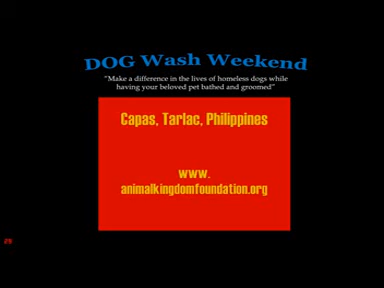 DOG Wash Weekend
"Make a difference in the lives of homeless dogs while
having your beloved pet bathed and groomed"
Capas, Tarlac, Philippines
www.
animalkingdomfoundation.org